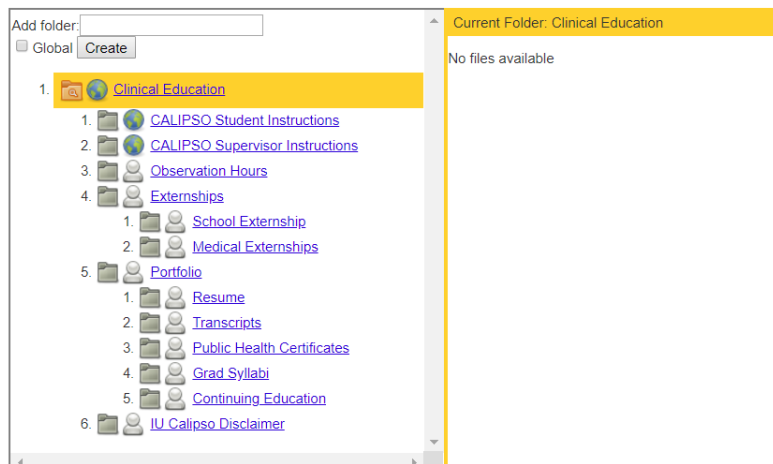 Add folder:
Global Create
1. Clinical Education
1. CALIPSO Student Instructions
2. CALIPSO Supervisor Instructions
3. Observation Hours
4. Externships
1. School Externship
2. Medical Externships
5. Portfolio
1. Resume
2. Transcripts
3. Public Health Certificates
4. Grad Syllabi
5. Continuing Education
6. IU Calipso Disclaimer
Current Folder: Clinical Education
No files available